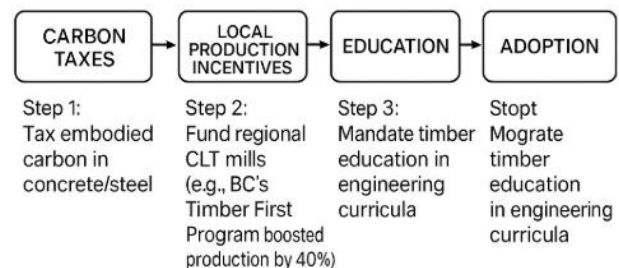 CARBON
TAXES
LOCAL
PRODUCTION
INCENTIVES
EDUCATION
ADOPTION
Step 1:
Tax embodied
carbon in
concrete/steel
Step 2:
Fund regional
CLT mills
(e.g., BC's
Timber First
Program boosted
production by 40%)
Step 3:
Mandate timber
education in
engineering
curricula
Stopt
Mograte
timber
education
in engineering
curricula